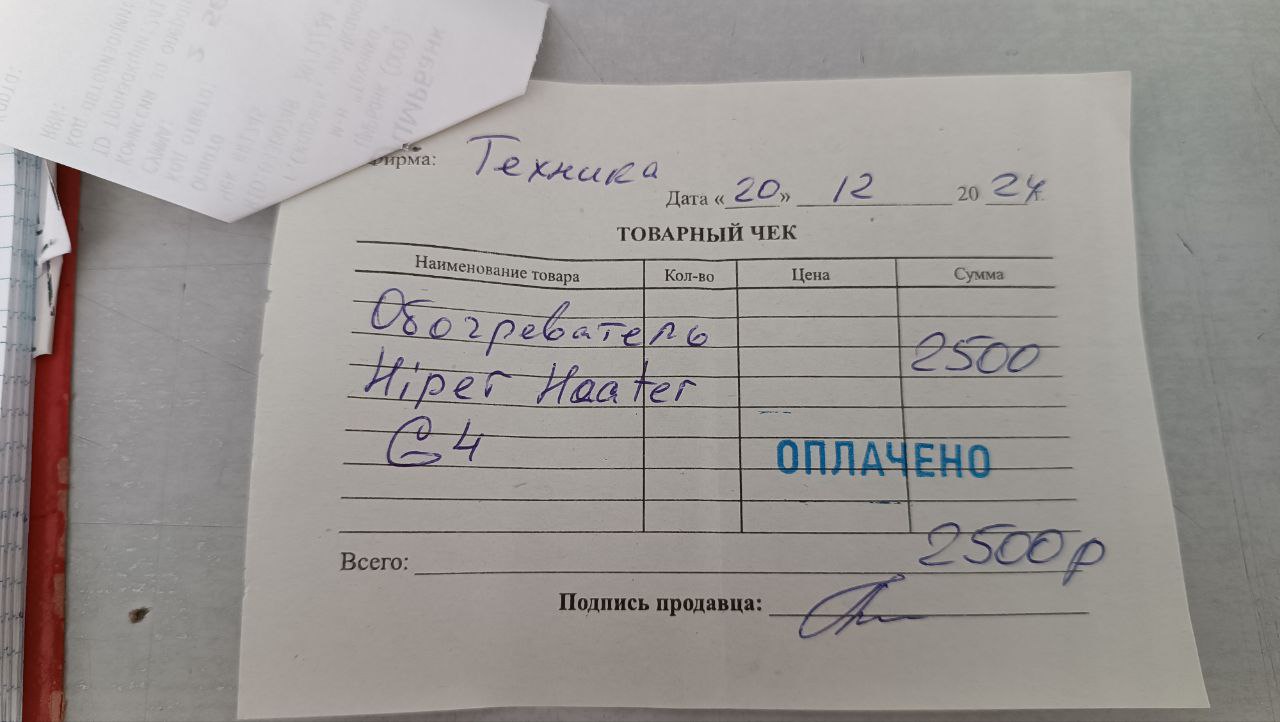 Фирма: Техника
Дата «20» 12 2024 г.
ТОВАРНЫЙ ЧЕК
Наименование товара Кол-во Цена Сумма
Обогреватель
2500
Hiper Heater
G4
ОПЛАЧЕНО
Всего: 2500р
Подпись продавца: